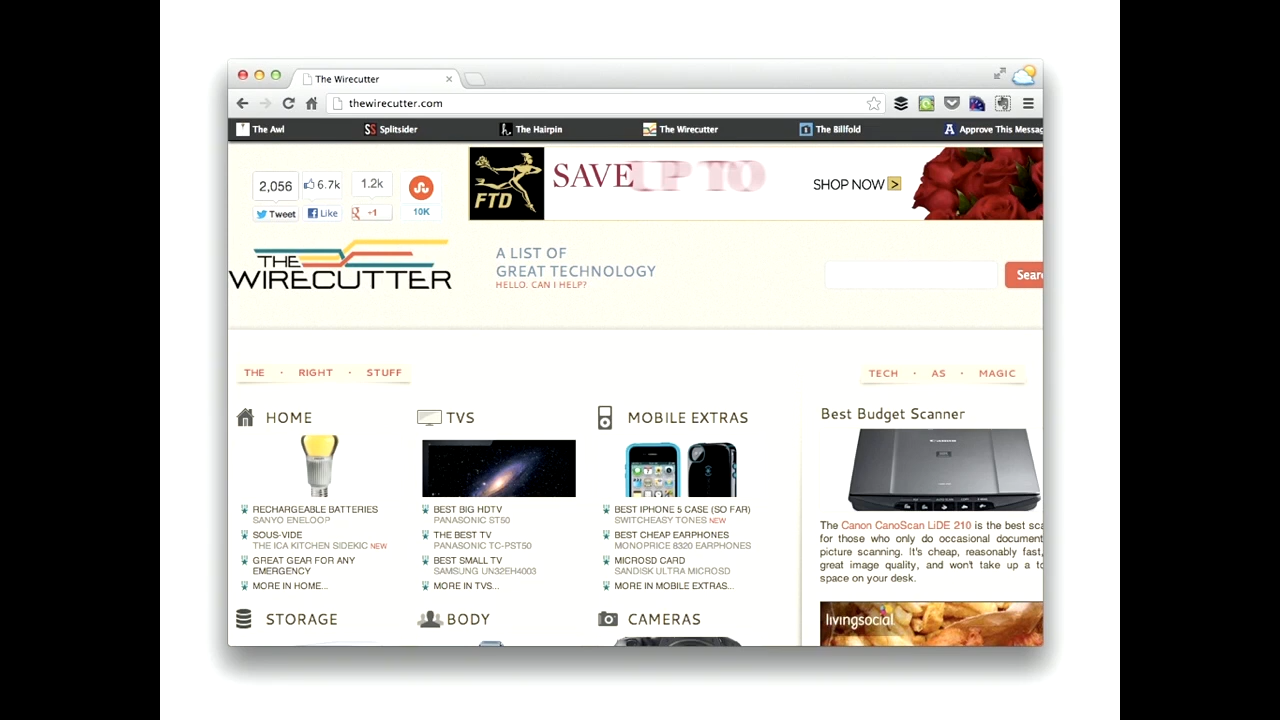 The Wirecutter
thewirecutter.com
The Awl
Splitsider
The Hairpin
The Wirecutter
The Billfold
Approve This Messag
2,056
6.7k
1.2k
Tweet
Like
+1
10K
FTD
SAVE UP TO
SHOP NOW >
THE
WIRECUTTER
A LIST OF
GREAT TECHNOLOGY
HELLO. CAN I HELP?
Sear
THE · RIGHT · STUFF
TECH · AS · MAGIC
HOME
RECHARGEABLE BATTERIES
SANYO ENELOOP
SOUS-VIDE
THE ICA KITCHEN SIDEKIC NEW
GREAT GEAR FOR ANY
EMERGENCY
MORE IN HOME...
TVS
BEST BIG HDTV
PANASONIC ST50
THE BEST TV
PANASONIC TC-PST50
BEST SMALL TV
SAMSUNG UN32EH4003
MORE IN TVS...
MOBILE EXTRAS
BEST IPHONE 5 CASE (SO FAR)
SWITCHEASY TONES NEW
BEST CHEAP EARPHONES
MONOPRICE 8320 EARPHONES
MICROSD CARD
SANDISK ULTRA MICROSD
MORE IN MOBILE EXTRAS...
Best Budget Scanner
Canon
The Canon CanoScan LiDE 210 is the best sca
for those who only do occasional document
picture scanning. It's cheap, reasonably fast,
great image quality, and won't take up a to
space on your desk.
livingsocial
STORAGE
BODY
CAMERAS